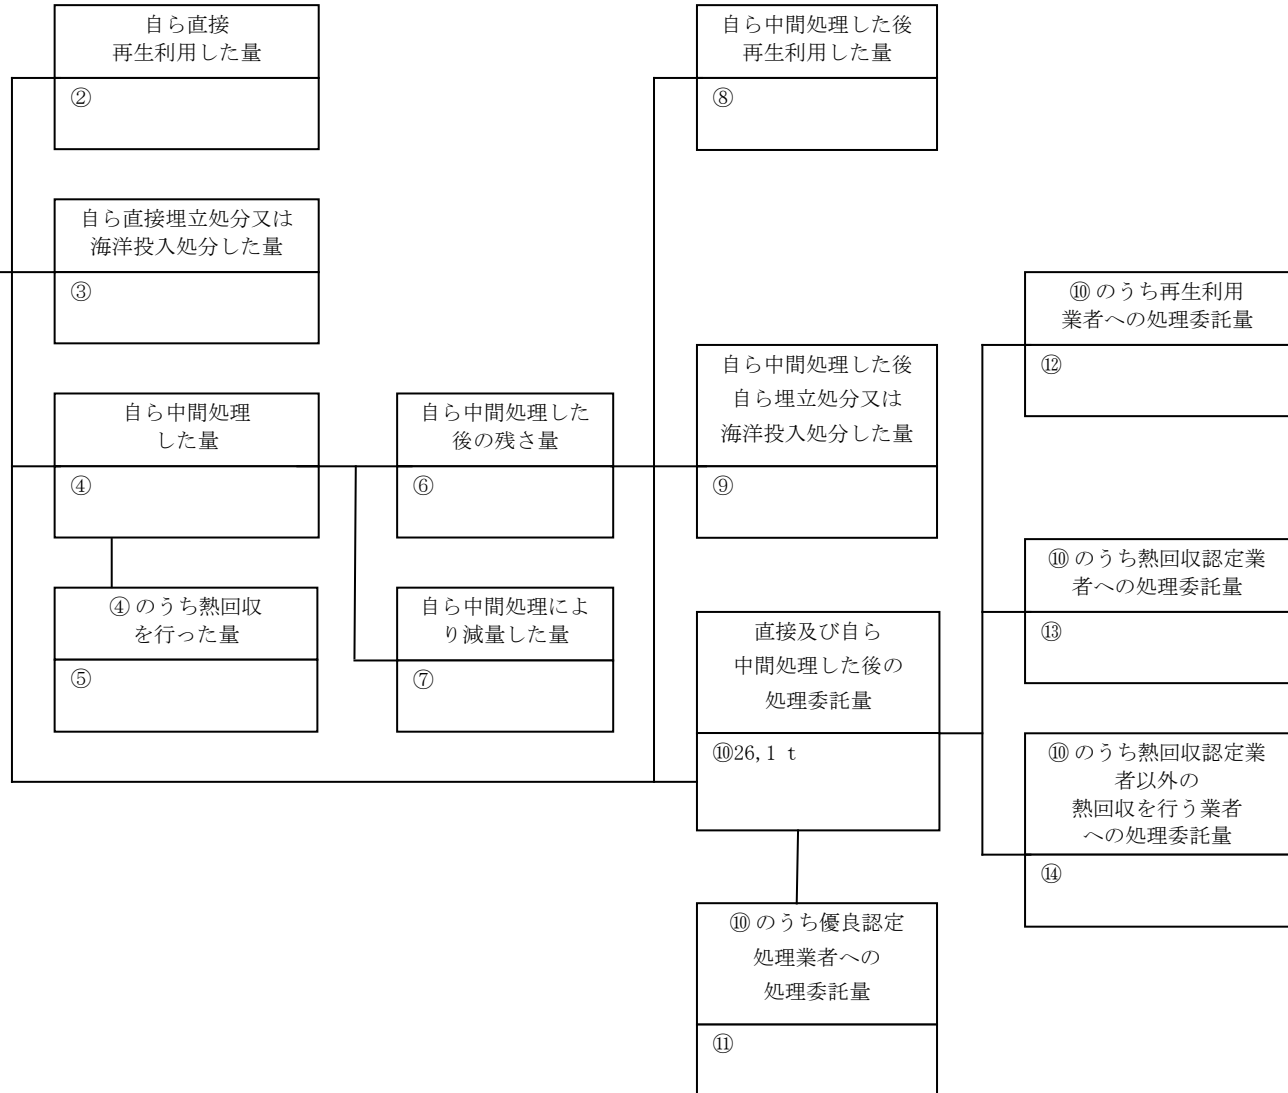 自ら直接
再生利用した量
②
自ら直接埋立処分又は
海洋投入処分した量
③
自ら中間処理
した量
④
④のうち熱回収
を行った量
⑤
自ら中間処理した
後の残さ量
⑥
自ら中間処理によ
り減量した量
⑦
自ら中間処理した後
再生利用した量
⑧
自ら中間処理した後
自ら埋立処分又は
海洋投入処分した量
⑨
直接及び自ら
中間処理した後の
処理委託量
⑩26,1 t
⑩のうち優良認定
処理業者への
処理委託量
⑪
⑩のうち再生利用
業者への処理委託量
⑫
⑩のうち熱回収認定業
者への処理委託量
⑬
⑩のうち熱回収認定業
者以外の
熱回収を行う業者
への処理委託量
⑭